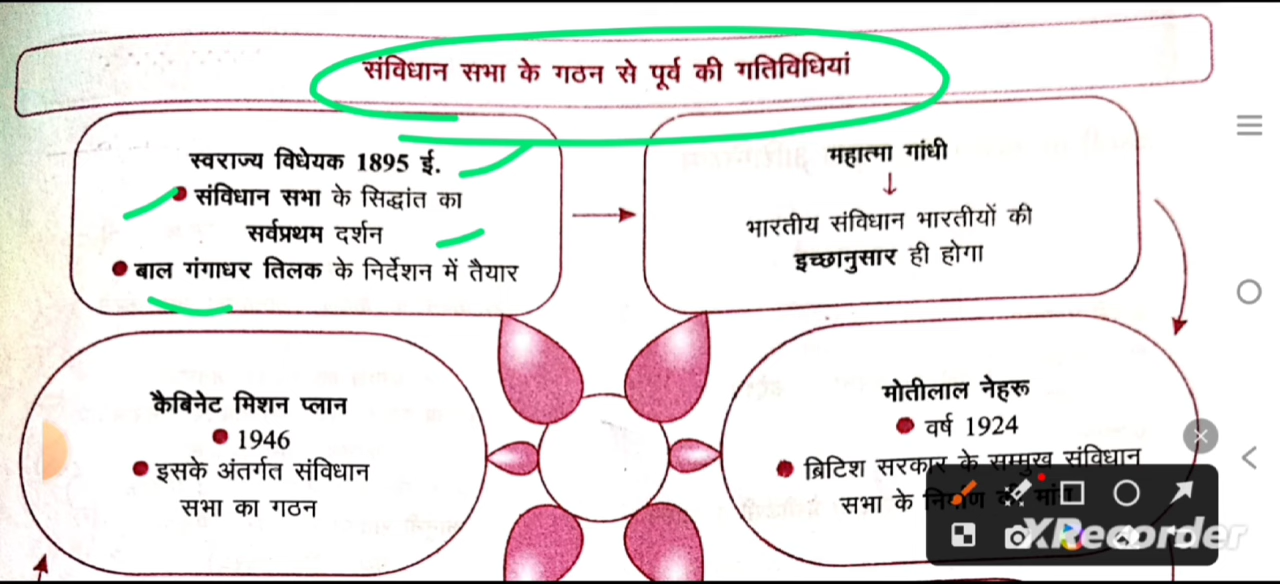 संविधान सभा के गठन से पूर्व की गतिविधियां
स्वराज्य विधेयक 1895 ई.
संविधान सभा के सिद्धांत का
सर्वप्रथम दर्शन
बाल गंगाधर तिलक के निर्देशन में तैयार
महात्मा गांधी
भारतीय संविधान भारतीयों की
इच्छानुसार ही होगा
कैबिनेट मिशन प्लान
1946
इसके अंतर्गत संविधान
सभा का गठन
मोतीलाल नेहरू
वर्ष 1924
ब्रिटिश सरकार के सम्मुख संविधान
सभा के निर्माण की मांग
XRecorder